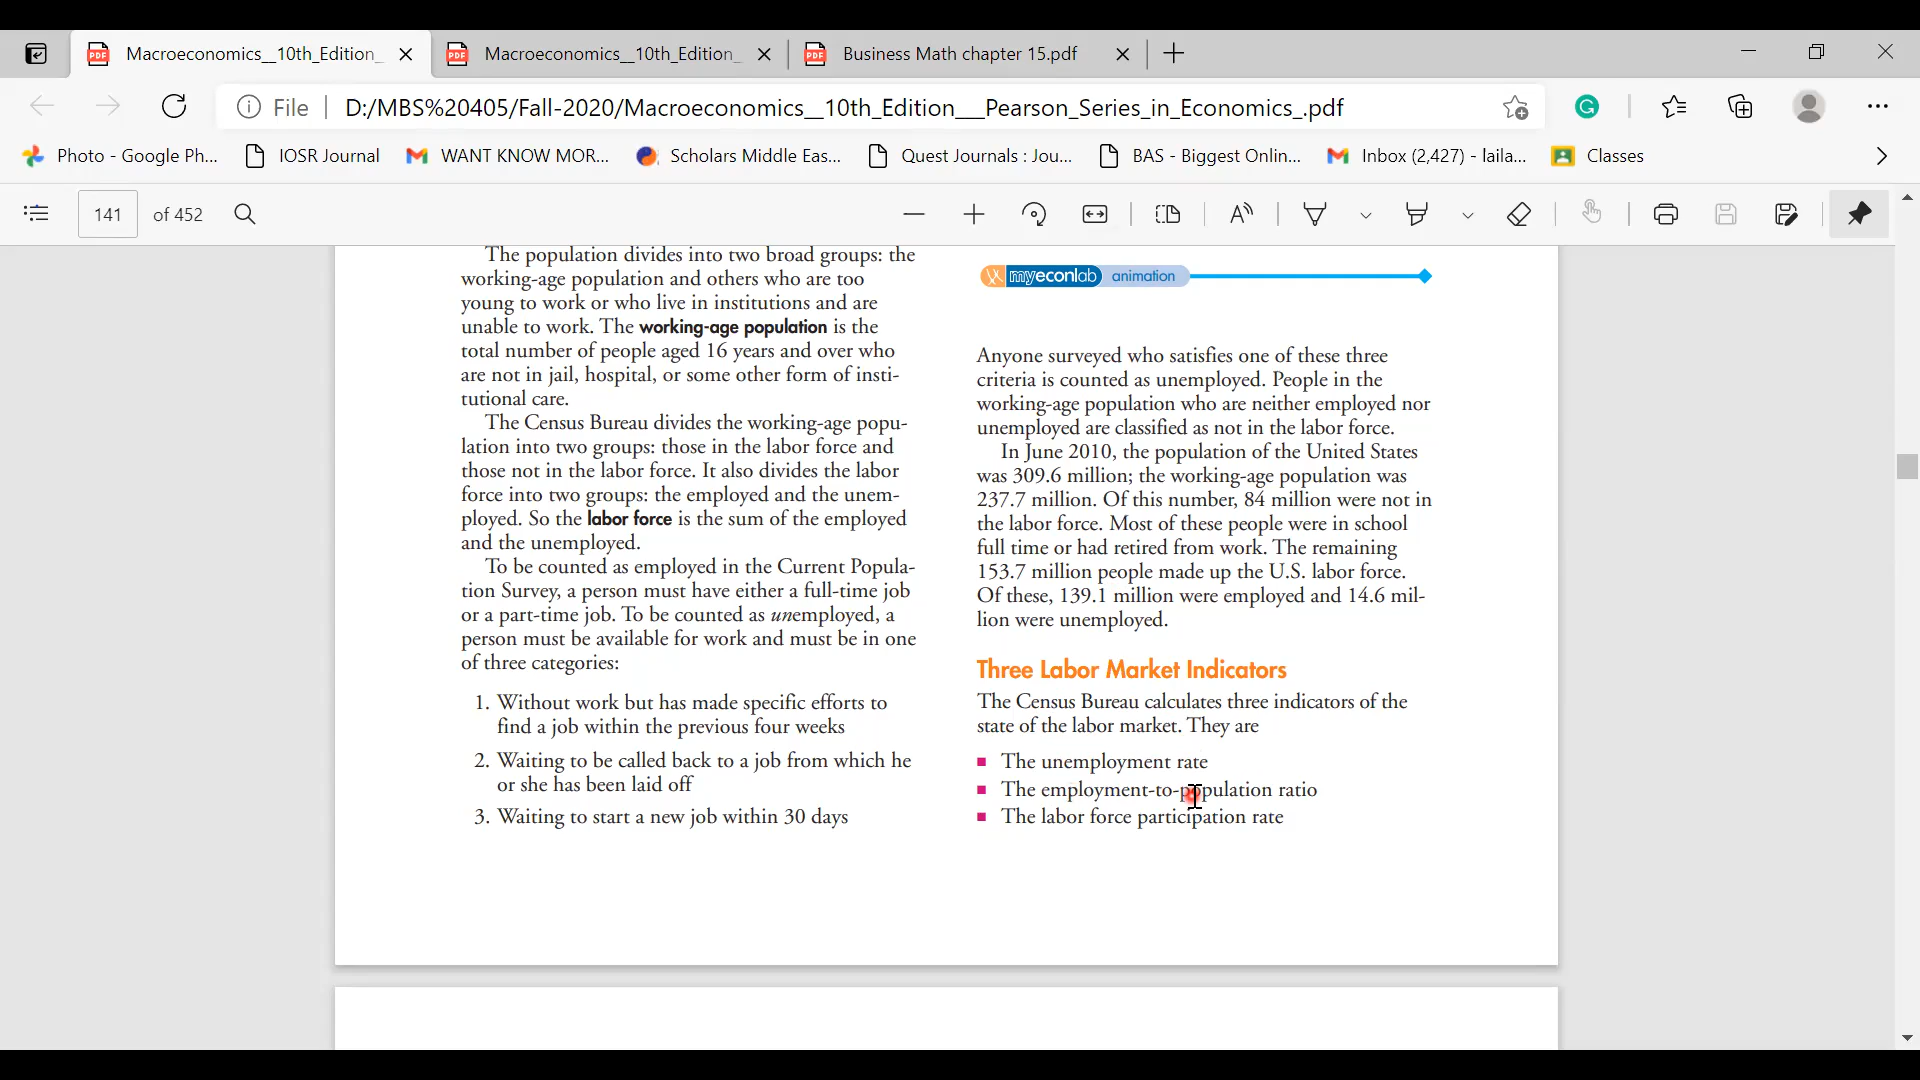 Macroeconomics__10th_Edition_
Macroeconomics__10th_Edition_
Business Math chapter 15.pdf
File
D:/MBS%20405/Fall-2020/Macroeconomics__10th_Edition___Pearson_Series_in_Economics_.pdf
Photo - Google Ph...
IOSR Journal
WANT KNOW MOR...
Scholars Middle Eas...
Quest Journals : Jou...
BAS - Biggest Onlin...
Inbox (2,427) - laila...
Classes
141 of 452
The population divides into two broad groups: the
working-age population and others who are too
young to work or who live in institutions and are
unable to work. The working-age population is the
total number of people aged 16 years and over who
are not in jail, hospital, or some other form of insti-
tutional care.
The Census Bureau divides the working-age popu-
lation into two groups: those in the labor force and
those not in the labor force. It also divides the labor
force into two groups: the employed and the unem-
ployed. So the labor force is the sum of the employed
and the unemployed.
To be counted as employed in the Current Popula-
tion Survey, a person must have either a full-time job
or a part-time job. To be counted as unemployed, a
person must be available for work and must be in one
of three categories:
1. Without work but has made specific efforts to
find a job within the previous four weeks
2. Waiting to be called back to a job from which he
or she has been laid off
3. Waiting to start a new job within 30 days
myeconlab animation
Anyone surveyed who satisfies one of these three
criteria is counted as unemployed. People in the
working-age population who are neither employed nor
unemployed are classified as not in the labor force.
In June 2010, the population of the United States
was 309.6 million; the working-age population was
237.7 million. Of this number, 84 million were not in
the labor force. Most of these people were in school
full time or had retired from work. The remaining
153.7 million people made up the U.S. labor force.
Of these, 139.1 million were employed and 14.6 mil-
lion were unemployed.
Three Labor Market Indicators
The Census Bureau calculates three indicators of the
state of the labor market. They are
■ The unemployment rate
■ The employment-to-population ratio
■ The labor force participation rate